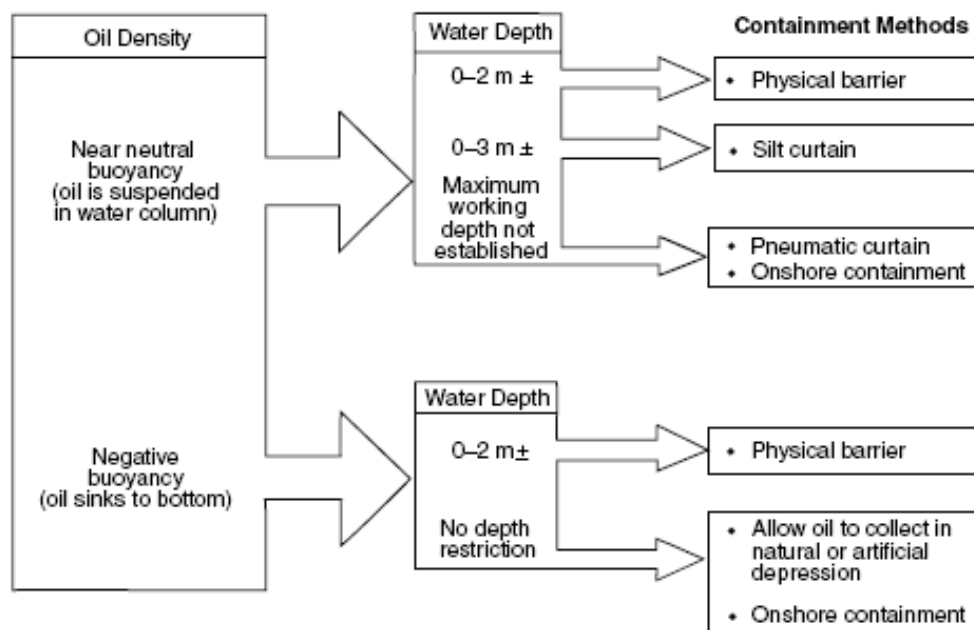 Oil Density
Near neutral
buoyancy
(oil is suspended
in water column)
Negative
buoyancy
(oil sinks to bottom)
Water Depth
0–2 m ±
0–3 m ±
Maximum
working
depth not
established
Containment Methods
• Physical barrier
• Silt curtain
• Pneumatic curtain
• Onshore containment
Water Depth
0–2 m±
No depth
restriction
• Physical barrier
• Allow oil to collect in
natural or artificial
depression
• Onshore containment